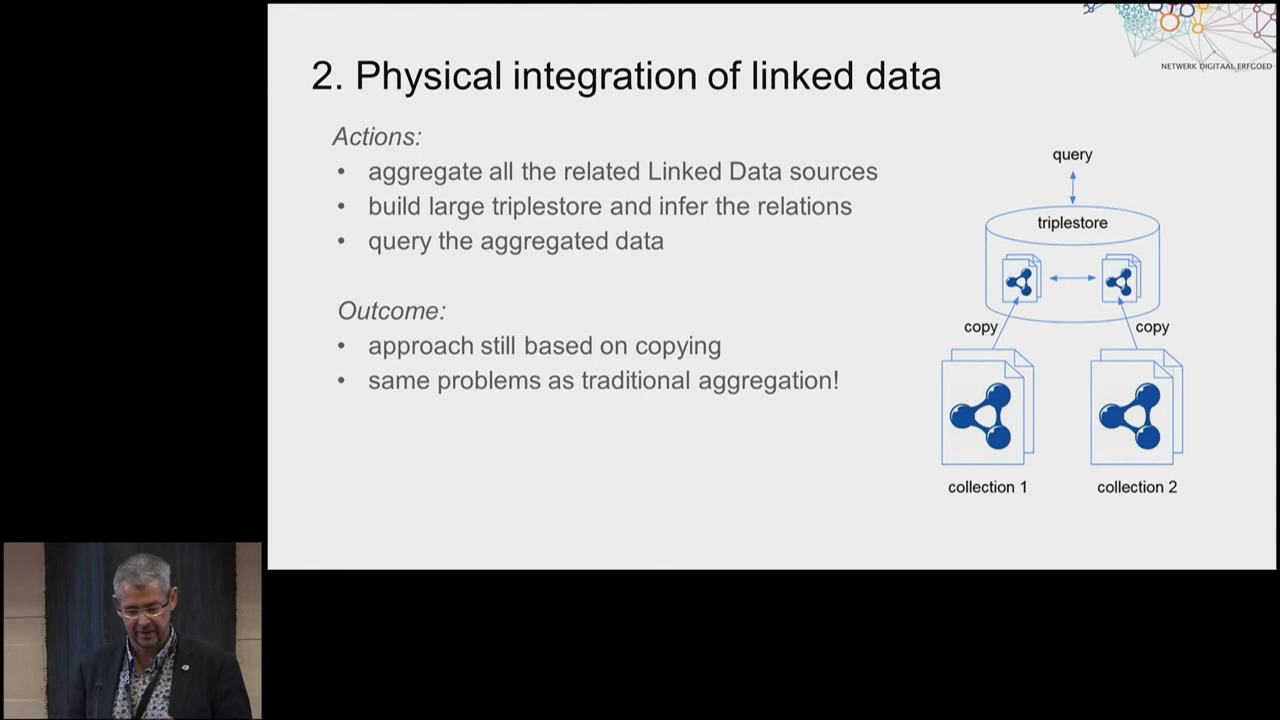 NETWERK DIGITAAL ERFGOED
2. Physical integration of linked data
Actions:
• aggregate all the related Linked Data sources
• build large triplestore and infer the relations
• query the aggregated data
Outcome:
• approach still based on copying
• same problems as traditional aggregation!
query
triplestore
copy
copy
collection 1
collection 2